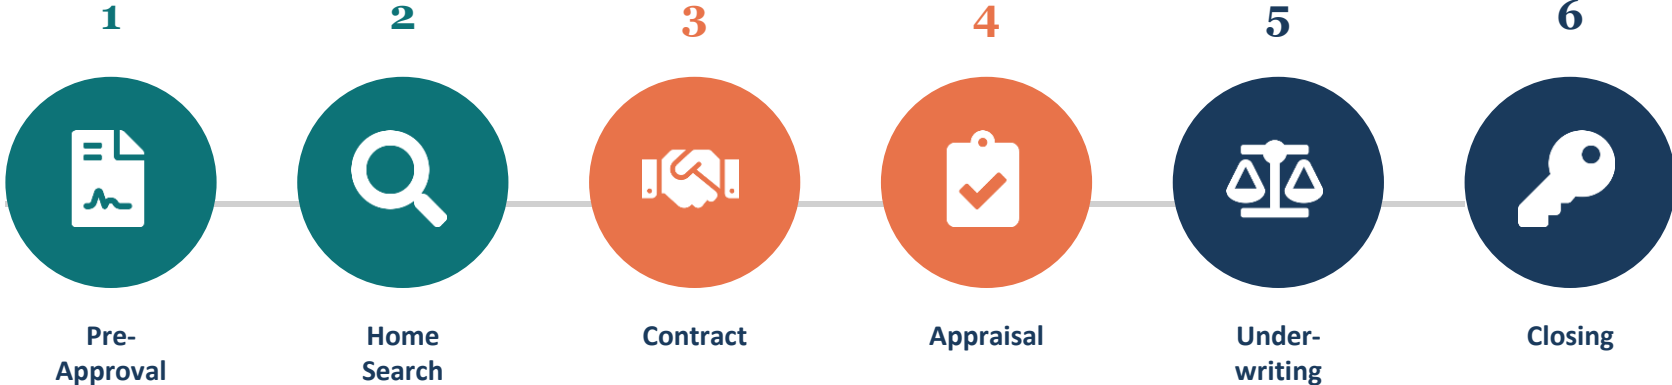 1 2 3 4 5 6
Pre- Home Contract Appraisal Under- Closing
Approval Search writing